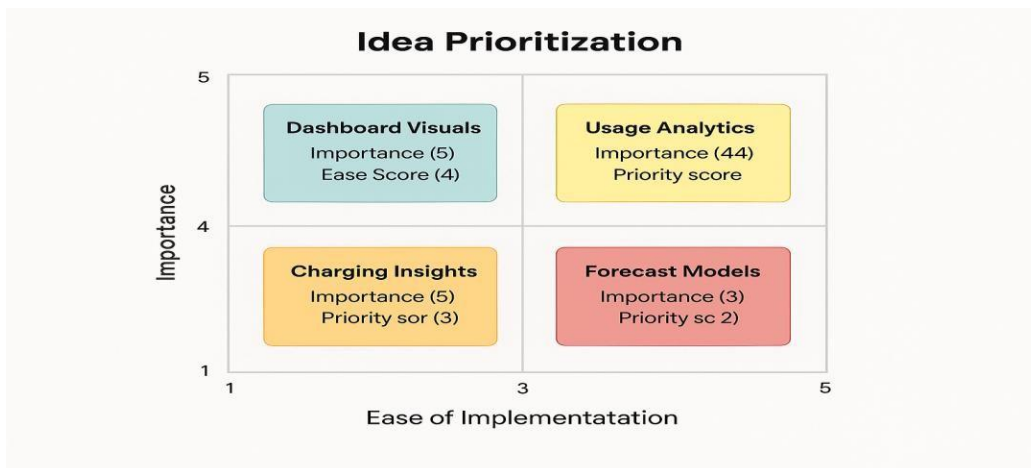 Idea Prioritization
5
Dashboard Visuals
Importance (5)
Ease Score (4)
Usage Analytics
Importance (44)
Priority score
Importance
4
Charging Insights
Importance (5)
Priority sor (3)
Forecast Models
Importance (3)
Priority sc 2)
1
1
3
5
Ease of Implementatation